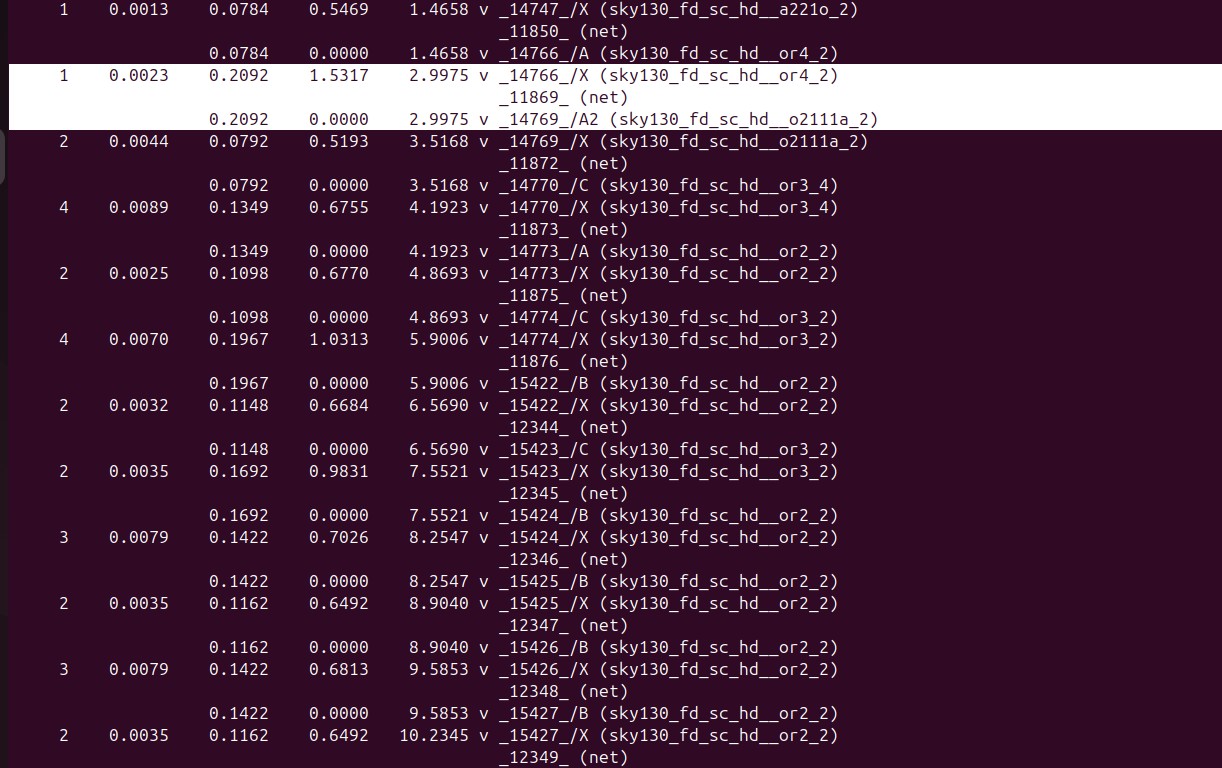 1 0.0013 0.0784 0.5469 1.4658 v _14747_/X (sky130_fd_sc_hd__a221o_2)
_11850_ (net)
0.0784 0.0000 1.4658 v _14766_/A (sky130_fd_sc_hd__or4_2)
1 0.0023 0.2092 1.5317 2.9975 v _14766_/X (sky130_fd_sc_hd__or4_2)
_11869_ (net)
0.2092 0.0000 2.9975 v _14769_/A2 (sky130_fd_sc_hd__o2111a_2)
2 0.0044 0.0792 0.5193 3.5168 v _14769_/X (sky130_fd_sc_hd__o2111a_2)
_11872_ (net)
0.0792 0.0000 3.5168 v _14770_/C (sky130_fd_sc_hd__or3_4)
4 0.0089 0.1349 0.6755 4.1923 v _14770_/X (sky130_fd_sc_hd__or3_4)
_11873_ (net)
0.1349 0.0000 4.1923 v _14773_/A (sky130_fd_sc_hd__or2_2)
2 0.0025 0.1098 0.6770 4.8693 v _14773_/X (sky130_fd_sc_hd__or2_2)
_11875_ (net)
0.1098 0.0000 4.8693 v _14774_/C (sky130_fd_sc_hd__or3_2)
4 0.0070 0.1967 1.0313 5.9006 v _14774_/X (sky130_fd_sc_hd__or3_2)
_11876_ (net)
0.1967 0.0000 5.9006 v _15422_/B (sky130_fd_sc_hd__or2_2)
2 0.0032 0.1148 0.6684 6.5690 v _15422_/X (sky130_fd_sc_hd__or2_2)
_12344_ (net)
0.1148 0.0000 6.5690 v _15423_/C (sky130_fd_sc_hd__or3_2)
2 0.0035 0.1692 0.9831 7.5521 v _15423_/X (sky130_fd_sc_hd__or3_2)
_12345_ (net)
0.1692 0.0000 7.5521 v _15424_/B (sky130_fd_sc_hd__or2_2)
3 0.0079 0.1422 0.7026 8.2547 v _15424_/X (sky130_fd_sc_hd__or2_2)
_12346_ (net)
0.1422 0.0000 8.2547 v _15425_/B (sky130_fd_sc_hd__or2_2)
2 0.0035 0.1162 0.6492 8.9040 v _15425_/X (sky130_fd_sc_hd__or2_2)
_12347_ (net)
0.1162 0.0000 8.9040 v _15426_/B (sky130_fd_sc_hd__or2_2)
3 0.0079 0.1422 0.6813 9.5853 v _15426_/X (sky130_fd_sc_hd__or2_2)
_12348_ (net)
0.1422 0.0000 9.5853 v _15427_/B (sky130_fd_sc_hd__or2_2)
2 0.0035 0.1162 0.6492 10.2345 v _15427_/X (sky130_fd_sc_hd__or2_2)
_12349_ (net)